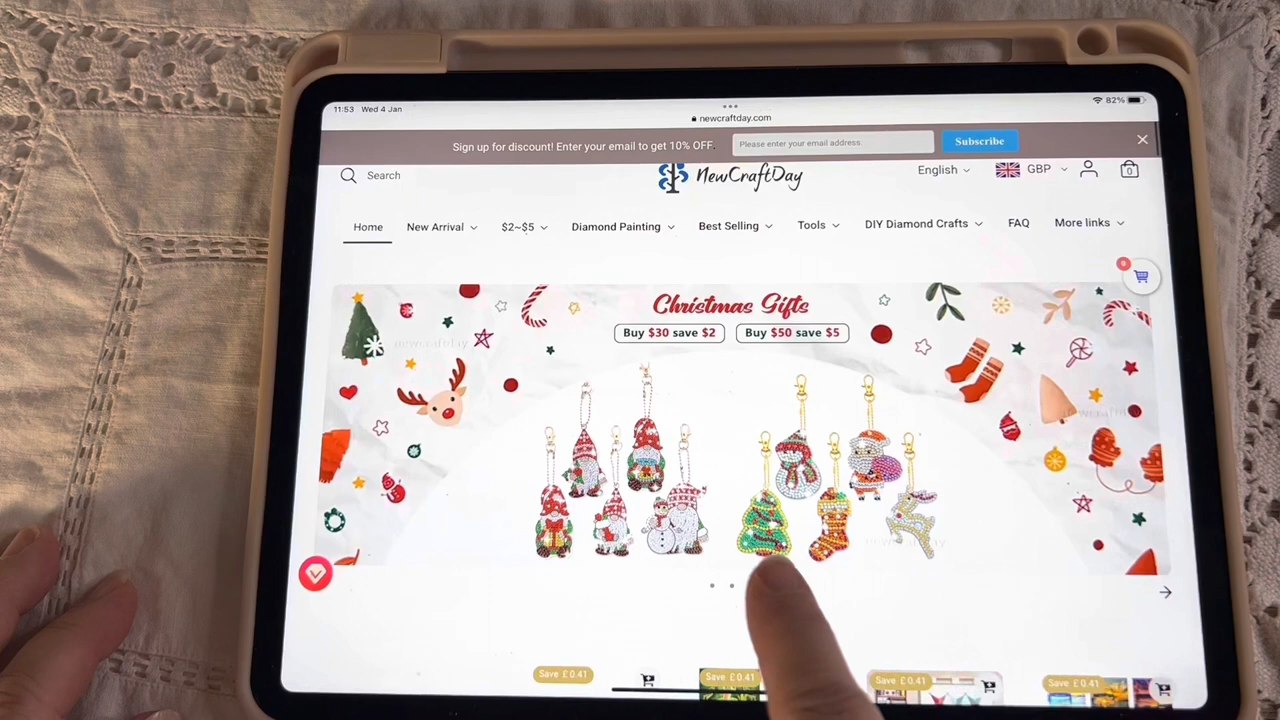 11:53 Wed 4 Jan
82%
newcraftday.com
Sign up for discount! Enter your email to get 10% OFF.
Please enter your email address.
Subscribe
Search
NewCraftDay
English
GBP
0
Home
New Arrival
$2~$5
Diamond Painting
Best Selling
Tools
DIY Diamond Crafts
FAQ
More links
0
Christmas Gifts
Buy $30 save $2
Buy $50 save $5
newcraftday
Save £0.41
Save £0.41
Save £0.41
Save £0.41